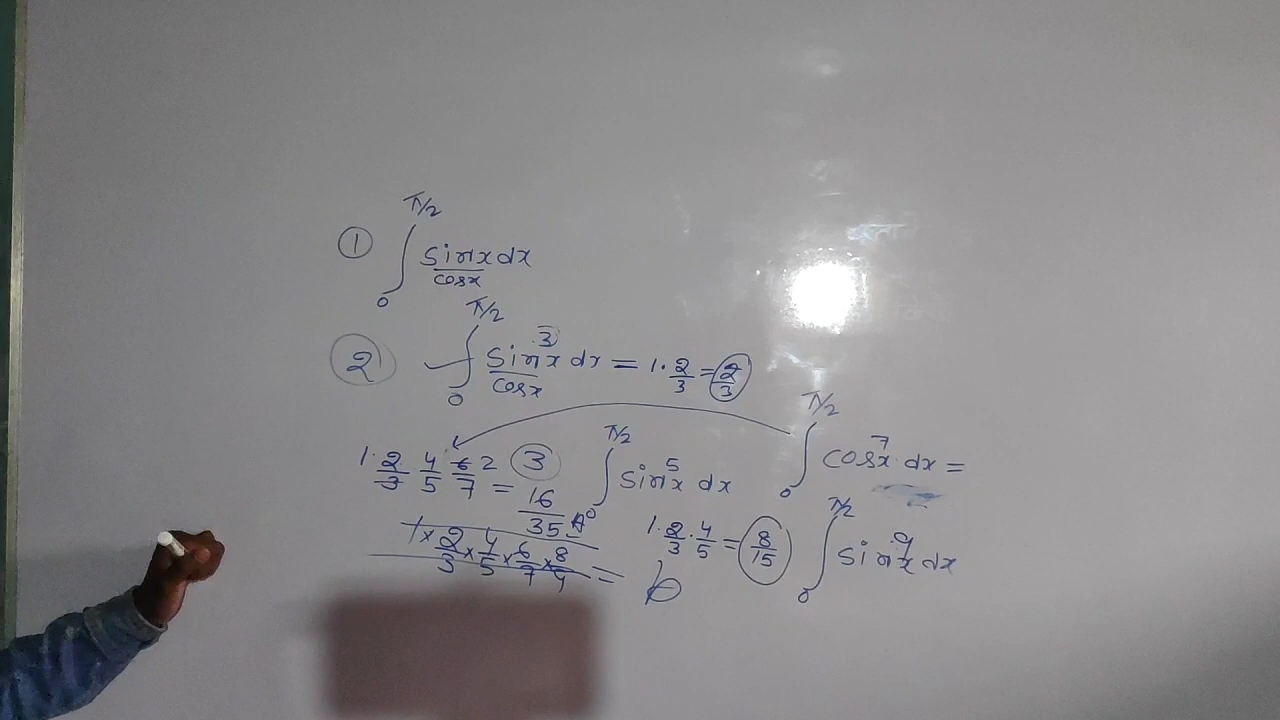 π/2
① ∫ sinx dx
cosx
0
π/2
② ∫ sin³x dx = 1·2/3 = 2/3
cosx
0
π/2
∫ cos⁷x dx =
0
1·2/3 4/5 6/7 2 = 16/35
π/2
③ ∫ sin⁵x dx
0
1·2/3·4/5 = 8/15
π/2
∫ sin⁹x dx
0
1×2/3×4/5×6/7×8/9 =